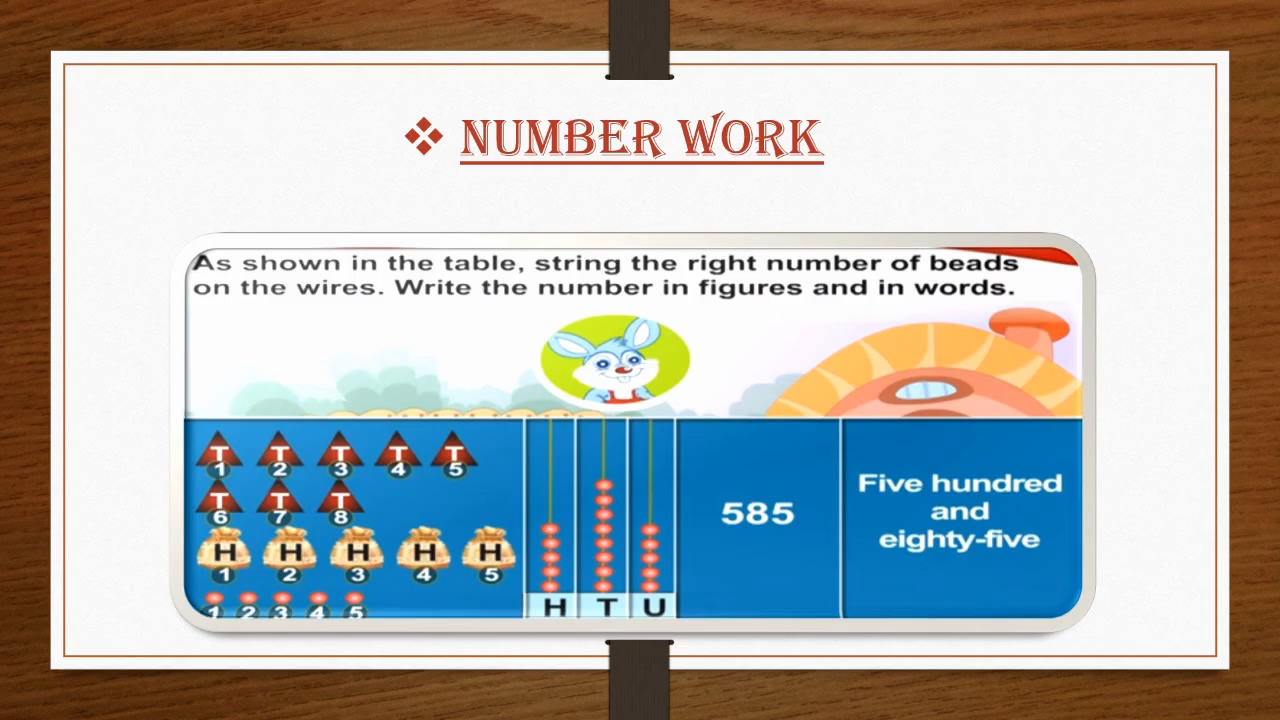 ❖ NUMBER WORK
As shown in the table, string the right number of beads
on the wires. Write the number in figures and in words.
T T T T T
1 2 3 4 5
T T T
6 7 8
H H H H H
1 2 3 4 5
1 2 3 4 5
H T U
585
Five hundred
and
eighty-five